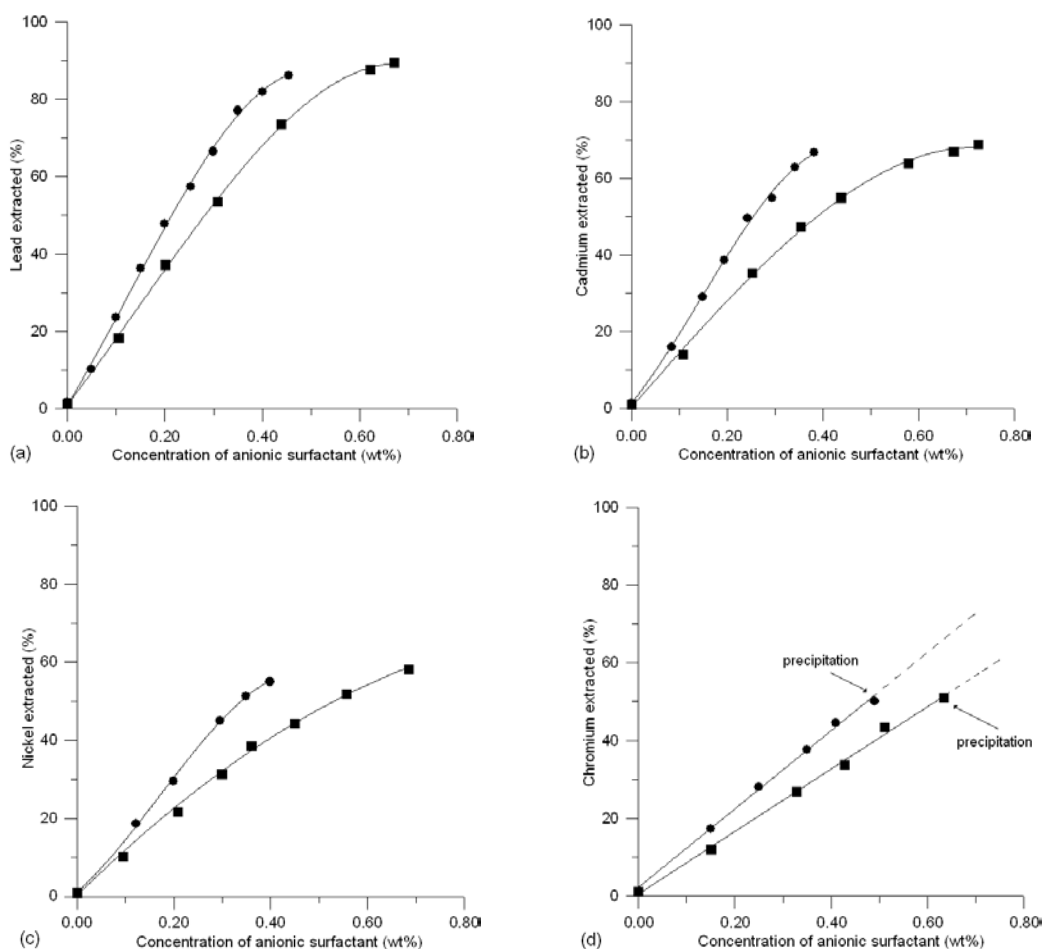 100
80
60
40
20
0
Lead extracted (%)
0.00 0.20 0.40 0.60 0.80
Concentration of anionic surfactant (wt%)
(a)
100
80
60
40
20
0
Cadmium extracted (%)
0.00 0.20 0.40 0.60 0.80
Concentration of anionic surfactant (wt%)
(b)
100
80
60
40
20
0
Nickel extracted (%)
0.00 0.20 0.40 0.60 0.80
Concentration of anionic surfactant (wt%)
(c)
100
80
60
40
20
0
Chromium extracted (%)
precipitation
precipitation
0.00 0.20 0.40 0.60 0.80
Concentration of anionic surfactant (wt%)
(d)